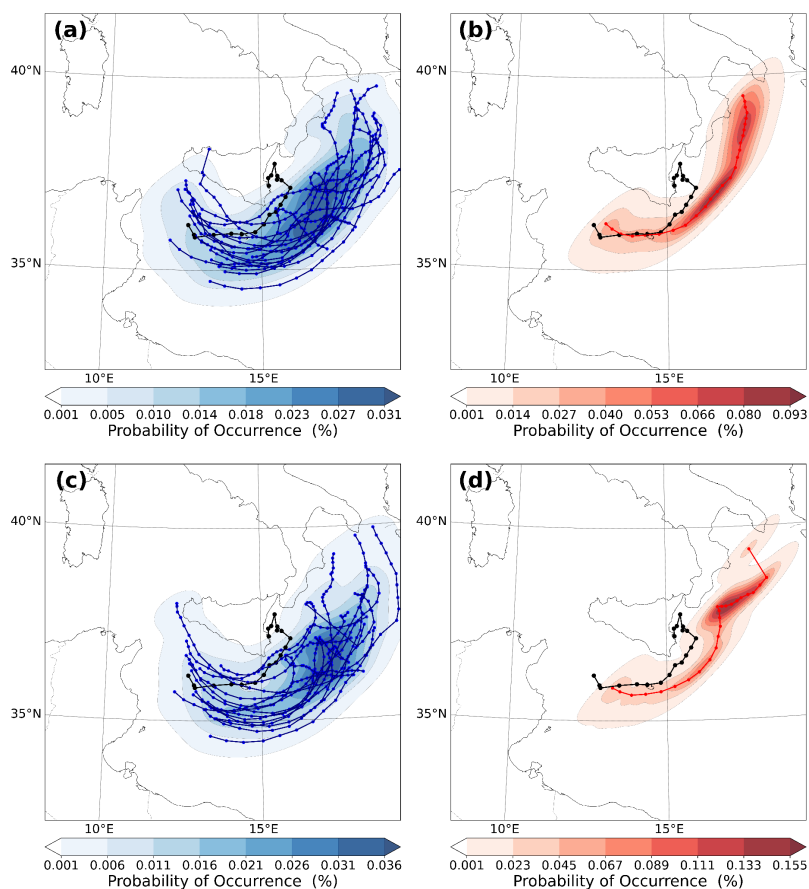 (a)
(b)
40°N
35°N
10°E 15°E
10°E 15°E
0.001 0.005 0.010 0.014 0.018 0.023 0.027 0.031
Probability of Occurrence (%)
0.001 0.014 0.027 0.040 0.053 0.066 0.080 0.093
Probability of Occurrence (%)
(c)
(d)
40°N
35°N
10°E 15°E
10°E 15°E
0.001 0.006 0.011 0.016 0.021 0.026 0.031 0.036
Probability of Occurrence (%)
0.001 0.023 0.045 0.067 0.089 0.111 0.133 0.155
Probability of Occurrence (%)